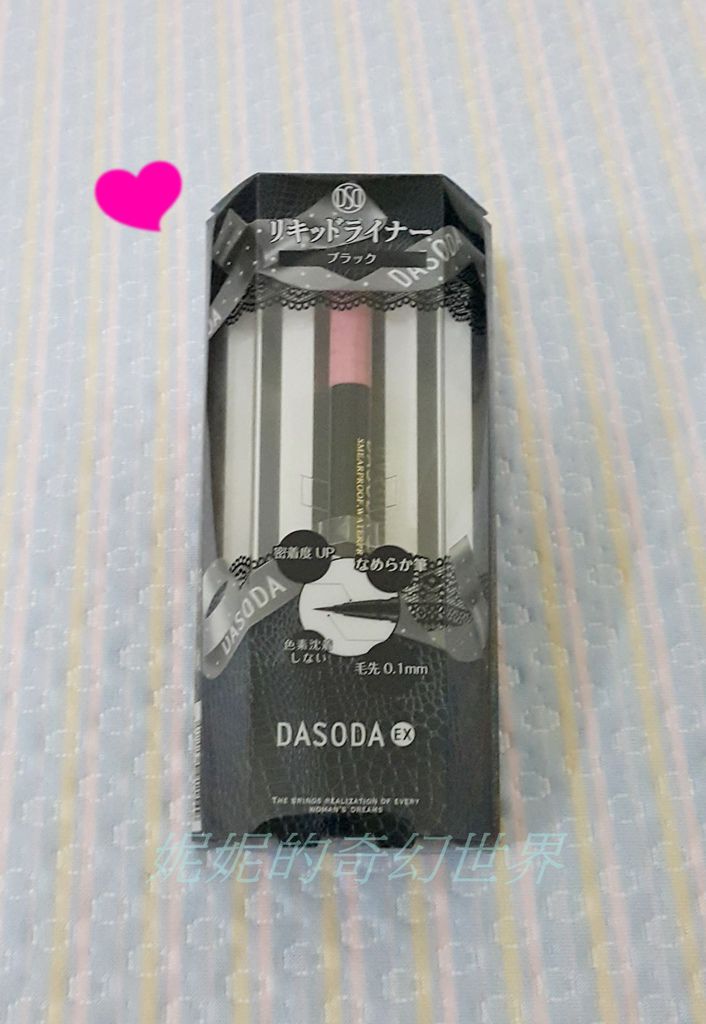 DSD
リキッドライナー
ブラック
DASODA
SMEARPROOF,WATERPR
密着度 UP
なめらか筆
DASODA
色素沈着
しない
毛先 0.1mm
DASODA EX
THE BRINGS REALIZATION OF EVERY
WOMAN'S DREAMS
妮妮的奇幻世界